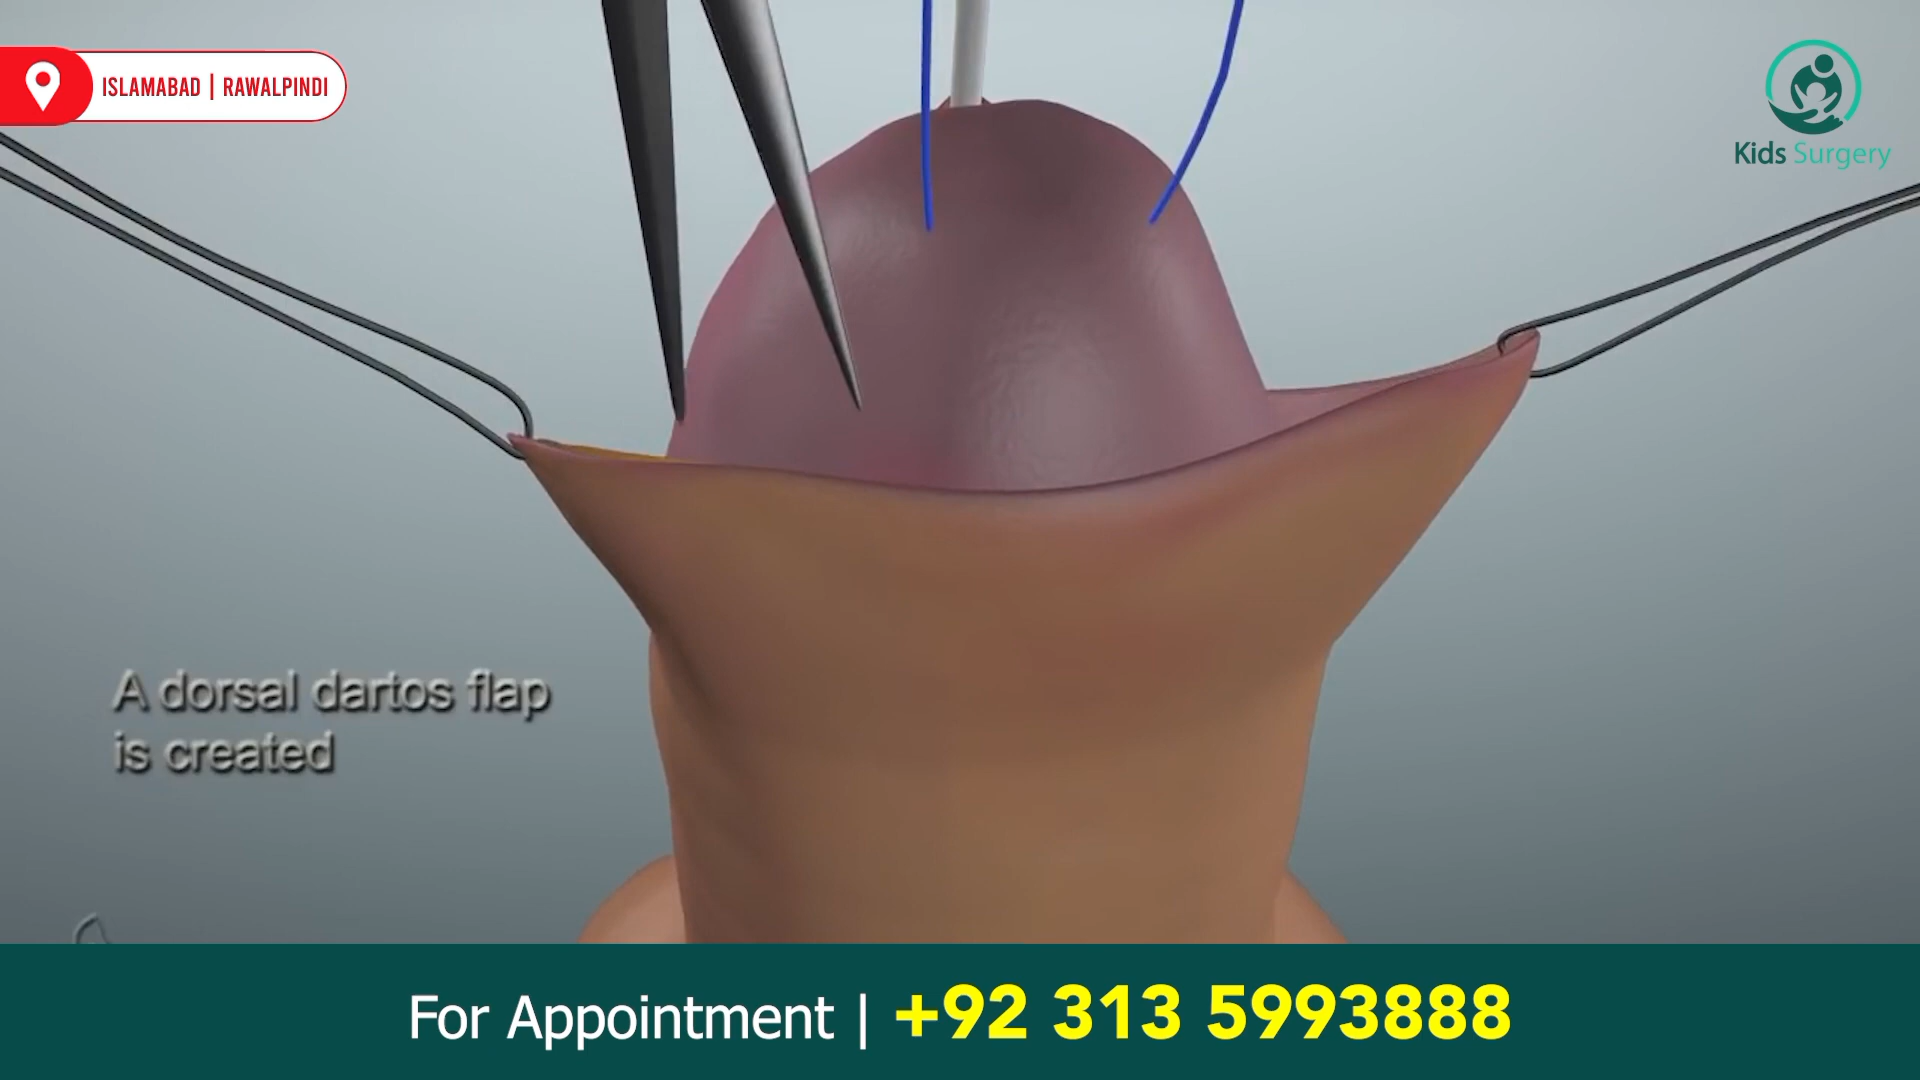 ISLAMABAD | RAWALPINDI
Kids Surgery
A dorsal dartos flap
is created
For Appointment | +92 313 5993888